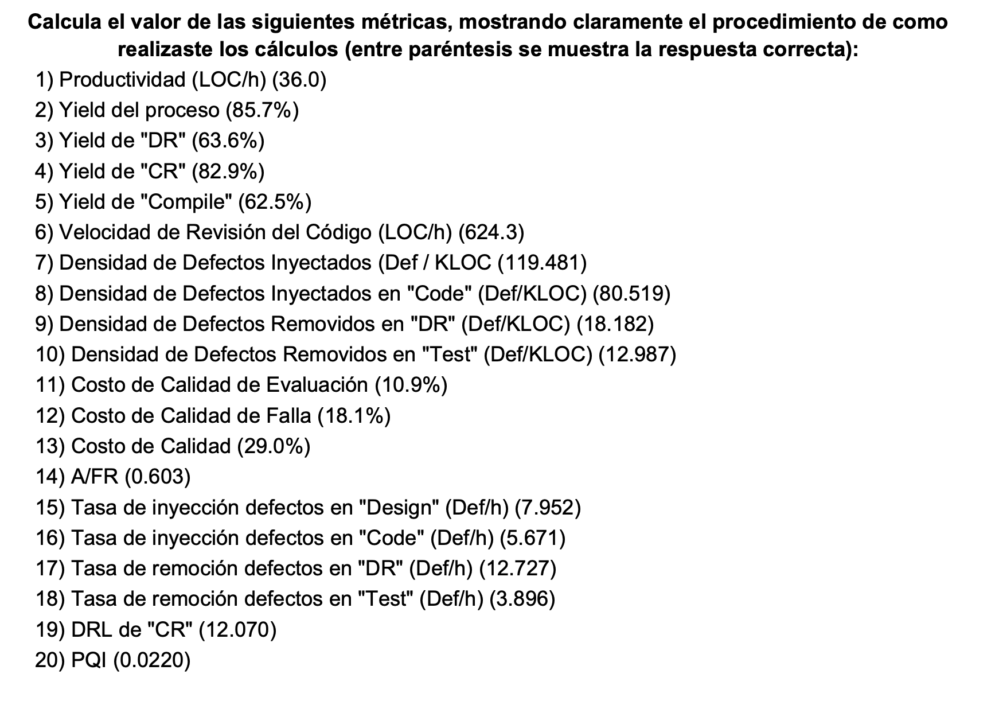 Calcula el valor de las siguientes métricas, mostrando claramente el procedimiento de como
realizaste los cálculos (entre paréntesis se muestra la respuesta correcta):
1) Productividad (LOC/h) (36.0)
2) Yield del proceso (85.7%)
3) Yield de "DR" (63.6%)
4) Yield de "CR" (82.9%)
5) Yield de "Compile" (62.5%)
6) Velocidad de Revisión del Código (LOC/h) (624.3)
7) Densidad de Defectos Inyectados (Def / KLOC (119.481)
8) Densidad de Defectos Inyectados en "Code" (Def/KLOC) (80.519)
9) Densidad de Defectos Removidos en "DR" (Def/KLOC) (18.182)
10) Densidad de Defectos Removidos en "Test" (Def/KLOC) (12.987)
11) Costo de Calidad de Evaluación (10.9%)
12) Costo de Calidad de Falla (18.1%)
13) Costo de Calidad (29.0%)
14) A/FR (0.603)
15) Tasa de inyección defectos en "Design" (Def/h) (7.952)
16) Tasa de inyección defectos en "Code" (Def/h) (5.671)
17) Tasa de remoción defectos en "DR" (Def/h) (12.727)
18) Tasa de remoción defectos en "Test" (Def/h) (3.896)
19) DRL de "CR" (12.070)
20) PQI (0.0220)